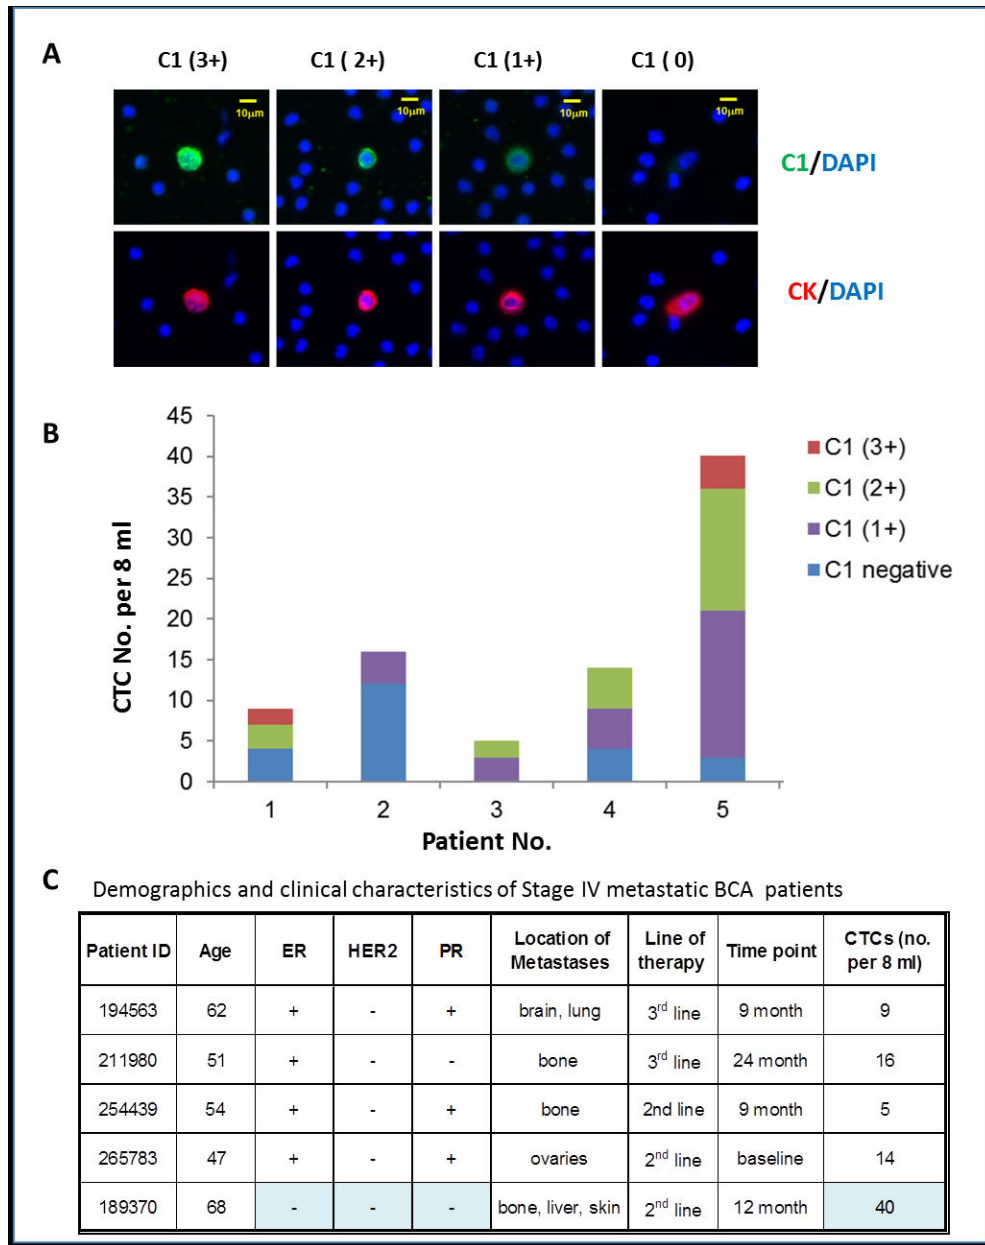 A
C1 (3+) C1 ( 2+) C1 (1+) C1 ( 0)
10µm 10µm 10µm 10µm
C1/DAPI
CK/DAPI
B
45
40
35
30
25
20
15
10
5
0
CTC No. per 8 ml
C1 (3+)
C1 (2+)
C1 (1+)
C1 negative
1 2 3 4 5
Patient No.
C
Demographics and clinical characteristics of Stage IV metastatic BCA patients
Patient ID Age ER HER2 PR Location of Metastases Line of therapy Time point CTCs (no. per 8 ml)
194563 62 + - + brain, lung 3rd line 9 month 9
211980 51 + - - bone 3rd line 24 month 16
254439 54 + - + bone 2nd line 9 month 5
265783 47 + - + ovaries 2nd line baseline 14
189370 68 - - - bone, liver, skin 2nd line 12 month 40